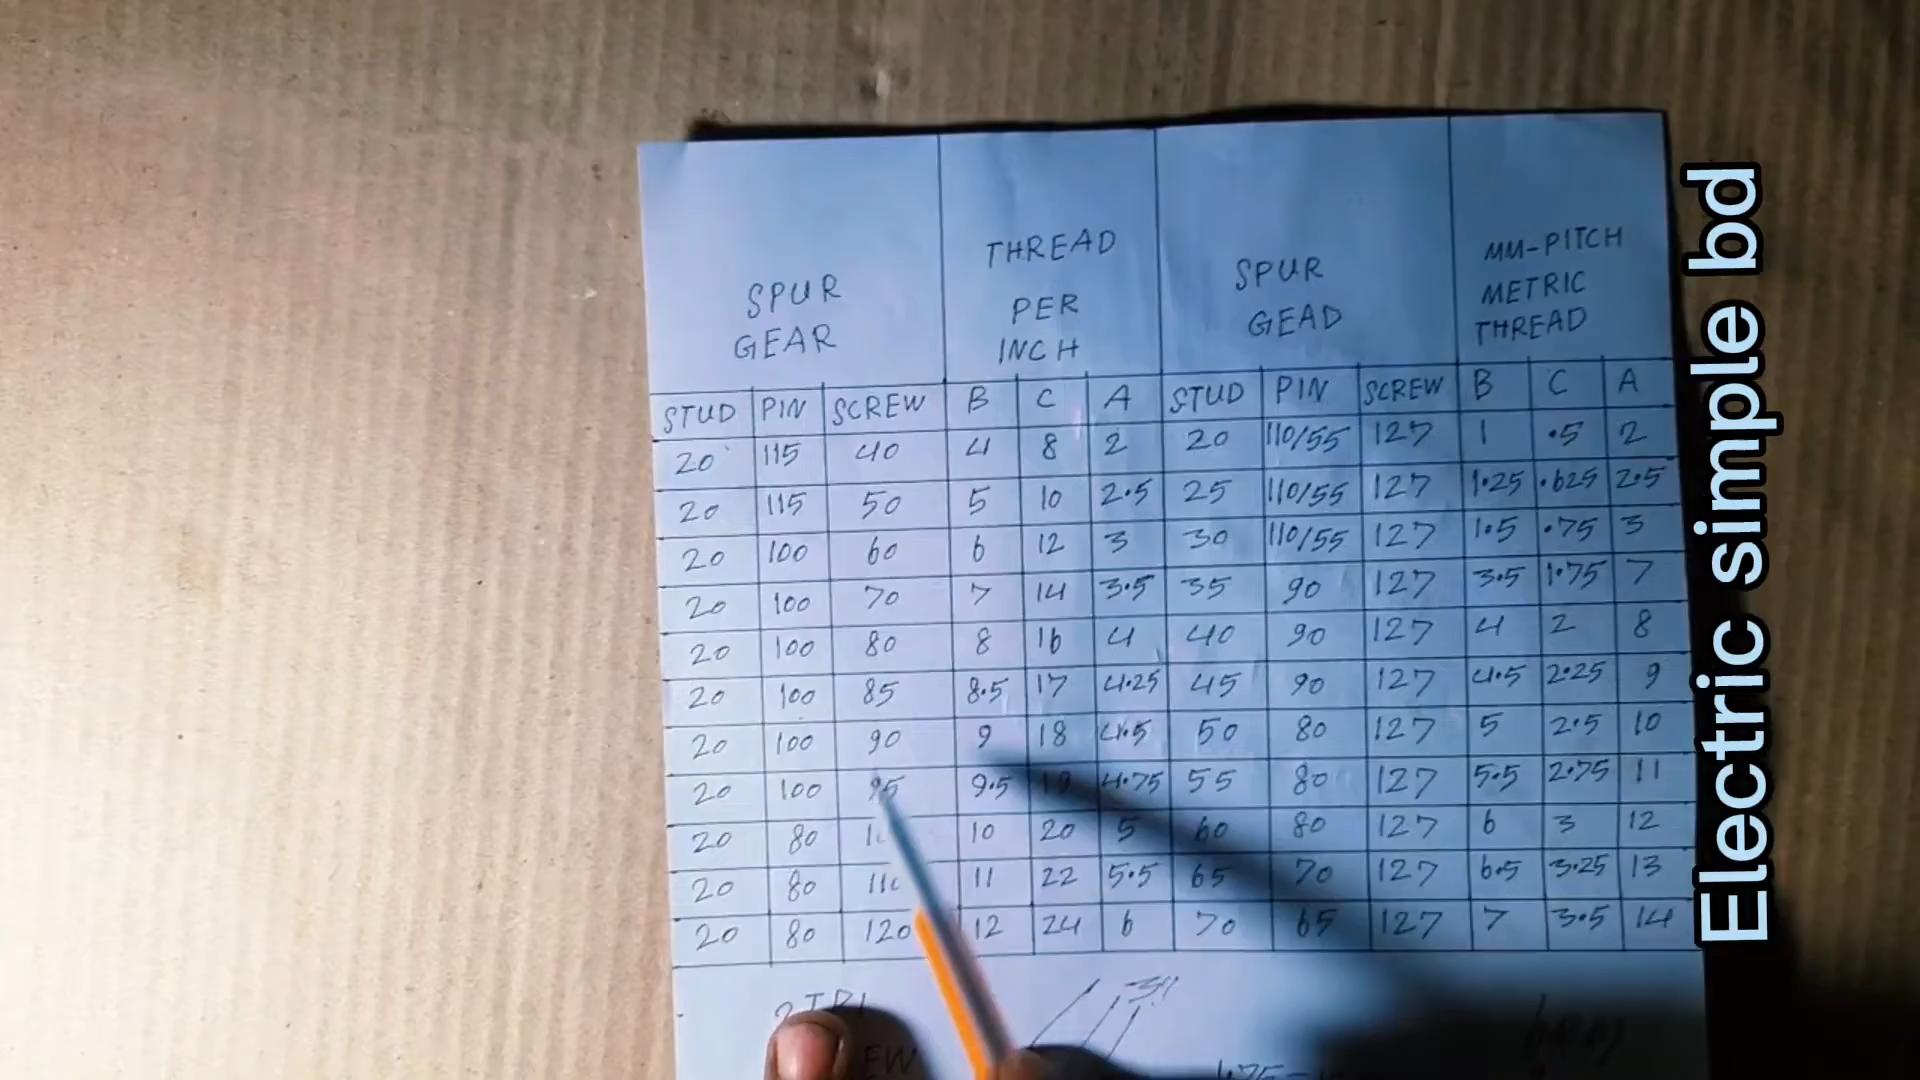 SPUR GEAR THREAD PER INCH SPUR GEAD MM-PITCH METRIC THREAD
STUD PIN SCREW B C A STUD PIN SCREW B C A
20 115 40 4 8 2 20 110/55 127 1 .5 2
20 115 50 5 10 2.5 25 110/55 127 1.25 .625 2.5
20 100 60 6 12 3 30 110/55 127 1.5 .75 3
20 100 70 7 14 3.5 35 90 127 3.5 1.75 7
20 100 80 8 16 4 40 90 127 4 2 8
20 100 85 8.5 17 4.25 45 90 127 4.5 2.25 9
20 100 90 9 18 4.5 50 80 127 5 2.5 10
20 100 95 9.5 19 4.75 55 80 127 5.5 2.75 11
20 80 10 20 5 60 80 127 6 3 12
20 80 110 11 22 5.5 65 70 127 6.5 3.25 13
20 80 120 12 24 6 70 65 127 7 3.5 14
Electric simple bd